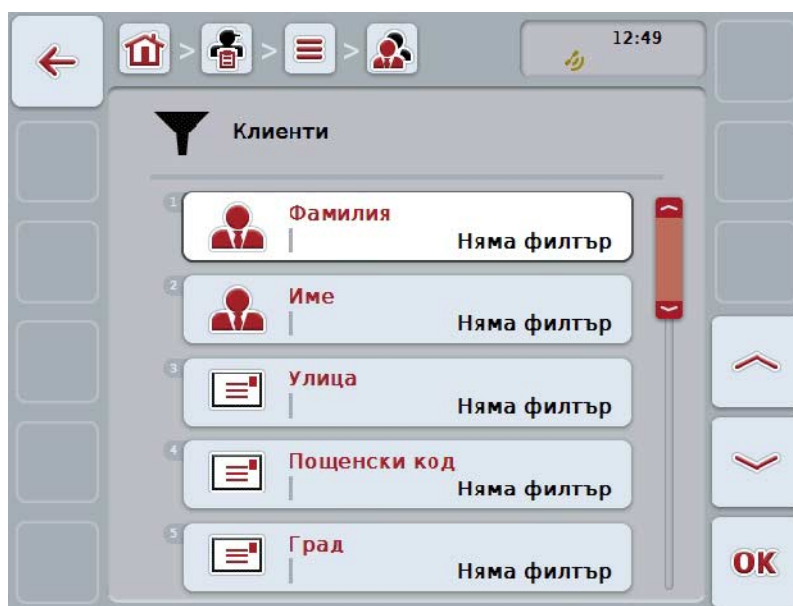 12:49
Клиенти
1
Фамилия
Няма филтър
2
Име
Няма филтър
3
Улица
Няма филтър
4
Пощенски код
Няма филтър
5
Град
Няма филтър
OK